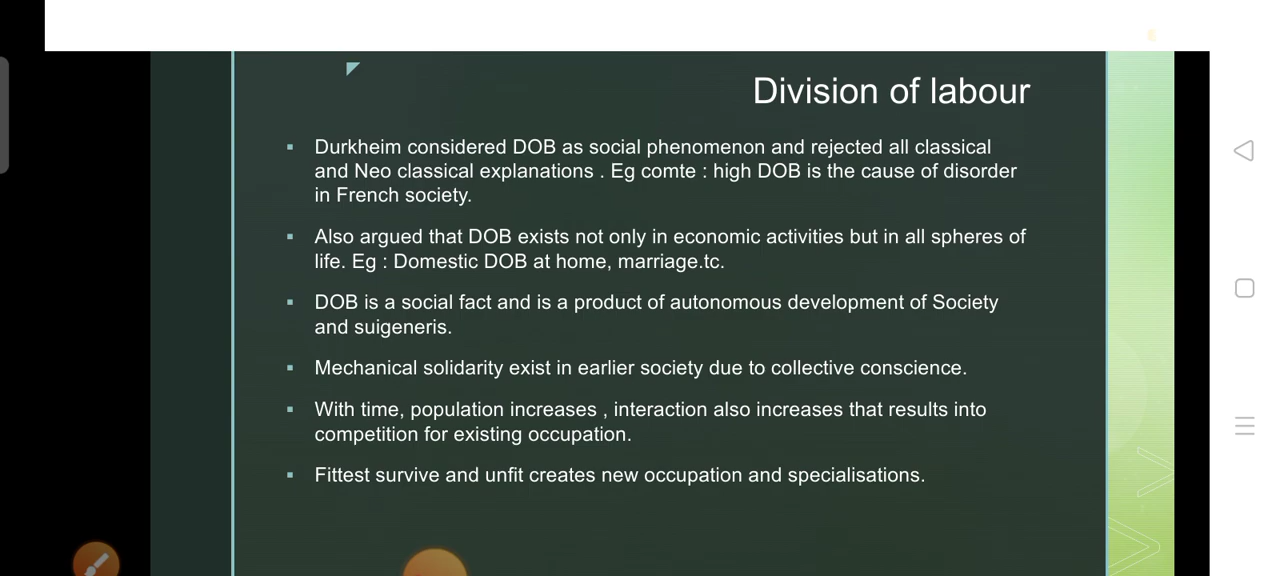 Division of labour
Durkheim considered DOB as social phenomenon and rejected all classical
and Neo classical explanations . Eg comte : high DOB is the cause of disorder
in French society.
Also argued that DOB exists not only in economic activities but in all spheres of
life. Eg : Domestic DOB at home, marriage.tc.
DOB is a social fact and is a product of autonomous development of Society
and suigeneris.
Mechanical solidarity exist in earlier society due to collective conscience.
With time, population increases , interaction also increases that results into
competition for existing occupation.
Fittest survive and unfit creates new occupation and specialisations.